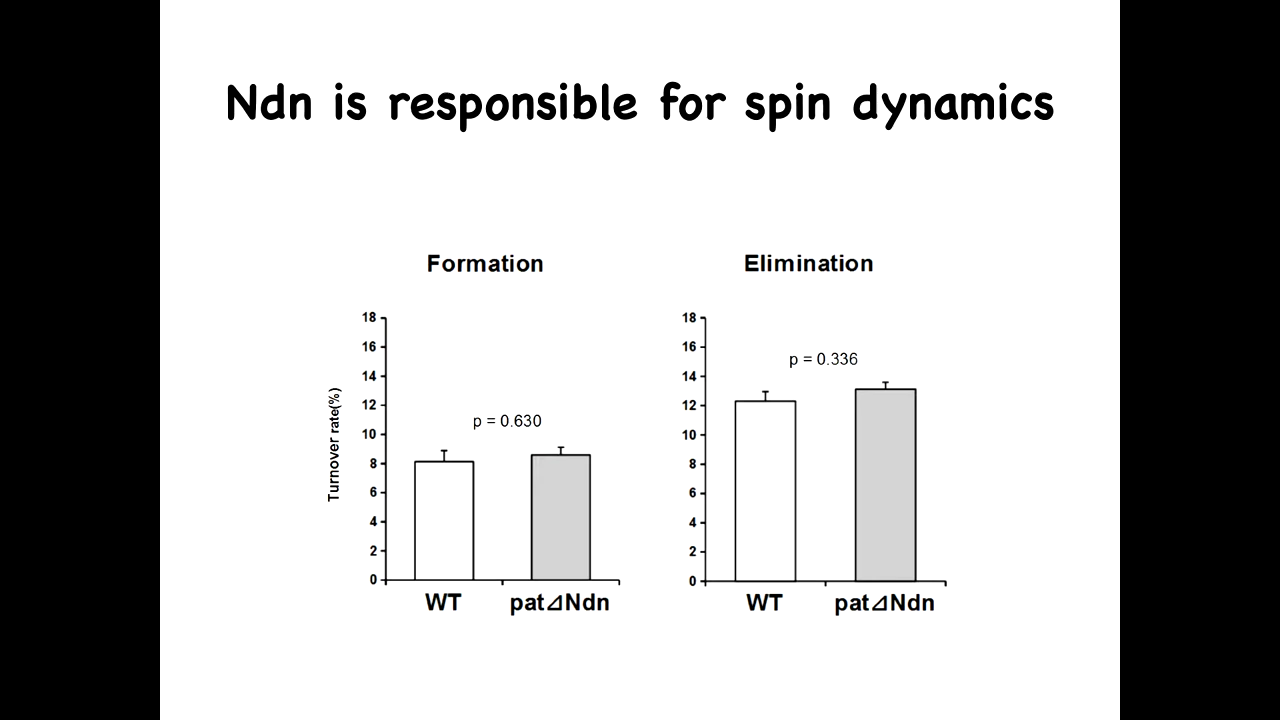 Ndn is responsible for spin dynamics
Formation
Elimination
Turnover rate(%)
18
16
14
12
10
8
6
4
2
0
p = 0.630
WT
pat⊿Ndn
18
16
14
12
10
8
6
4
2
0
p = 0.336
WT
pat⊿Ndn